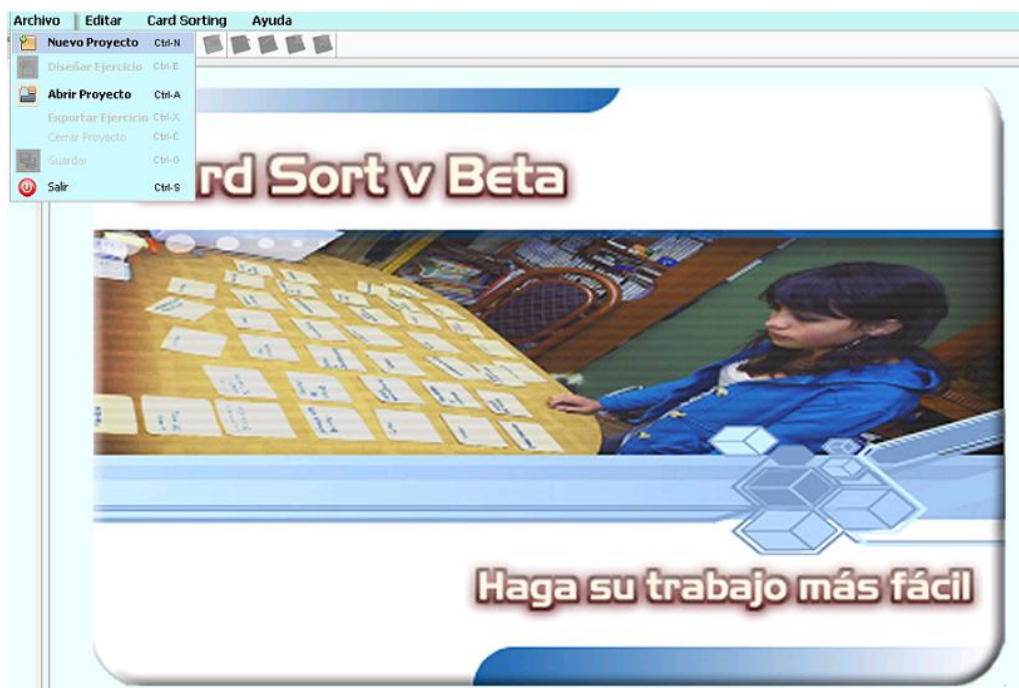 Archivo Editar Card Sorting Ayuda
Nuevo Proyecto Ctrl-N
Diseñar Ejercicio Ctrl-E
Abrir Proyecto Ctrl-A
Exportar Ejercicio Ctrl-X
Cerrar Proyecto Ctrl-C
Guardar Ctrl-G
Salir Ctrl-S
rd Sort v Beta
Haga su trabajo más fácil